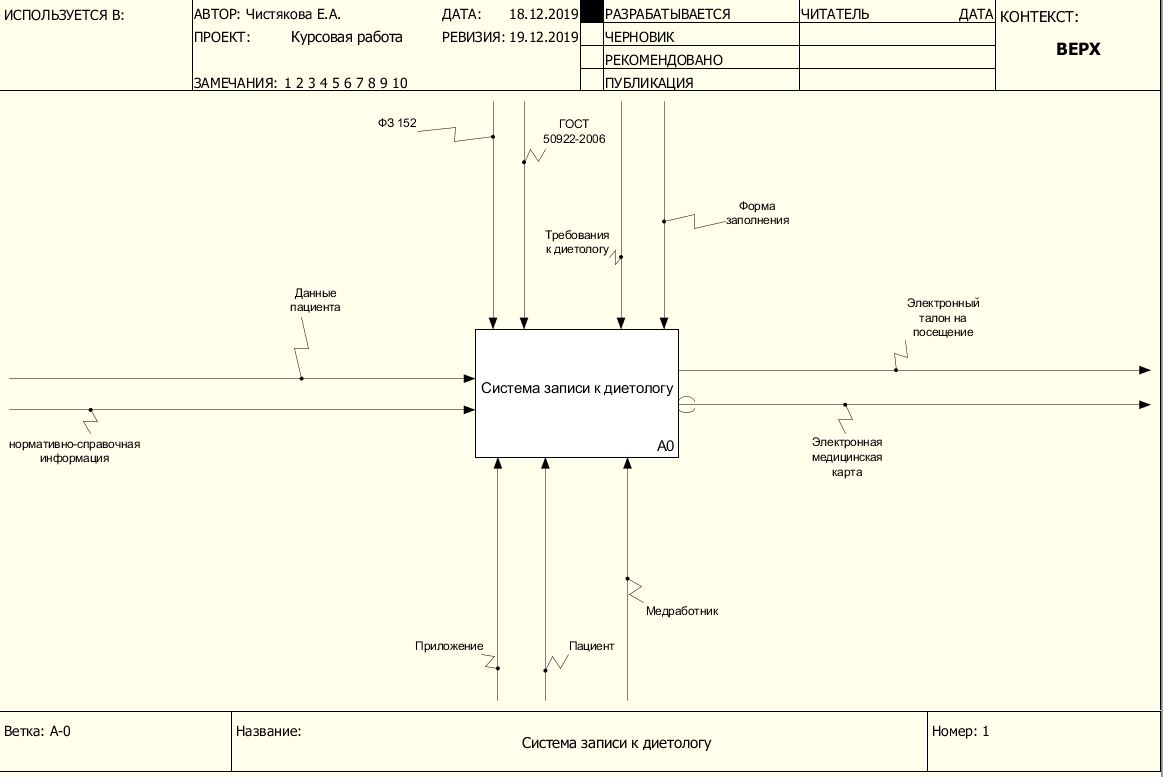 ИСПОЛЬЗУЕТСЯ В:
АВТОР: Чистякова Е.А.
ДАТА: 18.12.2019
РАЗРАБАТЫВАЕТСЯ
ЧИТАТЕЛЬ
ДАТА
КОНТЕКСТ:
ПРОЕКТ: Курсовая работа
РЕВИЗИЯ: 19.12.2019
ЧЕРНОВИК
ВЕРХ
РЕКОМЕНДОВАНО
ЗАМЕЧАНИЯ: 1 2 3 4 5 6 7 8 9 10
ПУБЛИКАЦИЯ
ФЗ 152
ГОСТ
50922-2006
Форма
заполнения
Требования
к диетологу
Данные
пациента
Электронный
талон на
посещение
Система записи к диетологу
A0
нормативно-справочная
информация
Электронная
медицинская
карта
Медработник
Приложение
Пациент
Ветка: A-0
Название:
Система записи к диетологу
Номер: 1